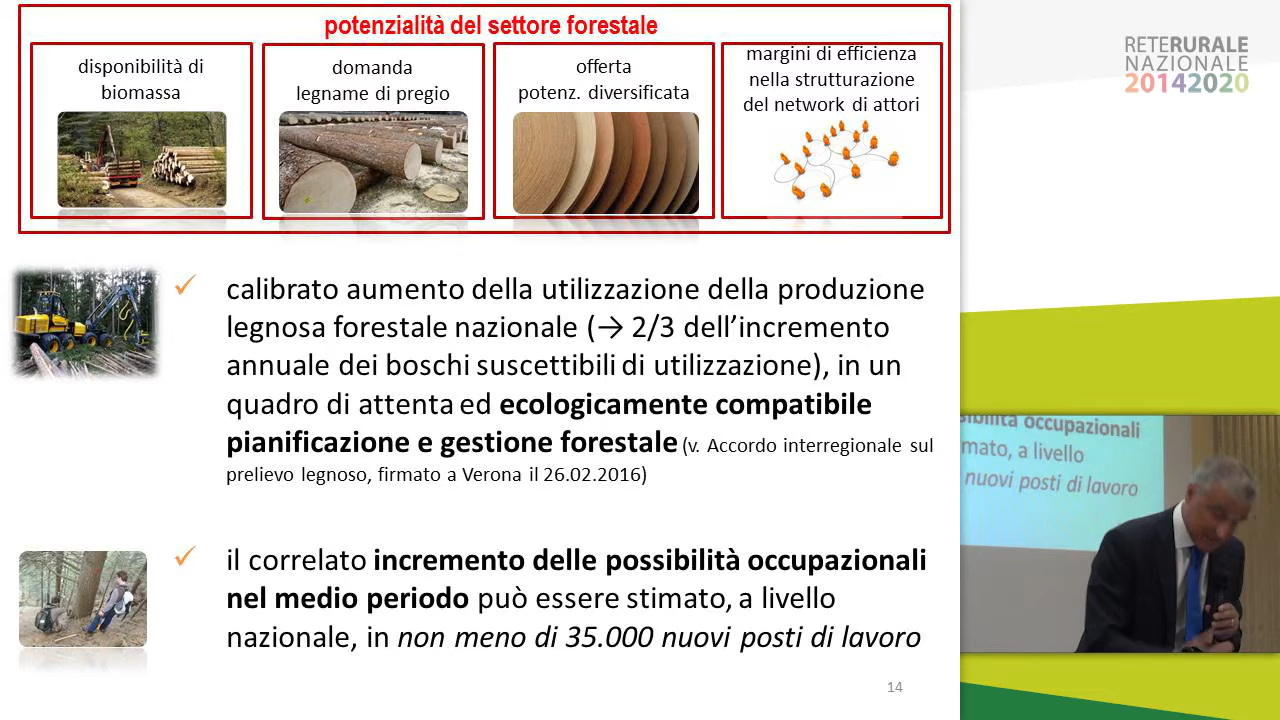 potenzialità del settore forestale
disponibilità di
biomassa
domanda
legname di pregio
offerta
potenz. diversificata
margini di efficienza
nella strutturazione
del network di attori
RETERURALE
NAZIONALE
20142020
✓ calibrato aumento della utilizzazione della produzione
legnosa forestale nazionale (→ 2/3 dell’incremento
annuale dei boschi suscettibili di utilizzazione), in un
quadro di attenta ed ecologicamente compatibile
pianificazione e gestione forestale (v. Accordo interregionale sul
prelievo legnoso, firmato a Verona il 26.02.2016)
✓ il correlato incremento delle possibilità occupazionali
nel medio periodo può essere stimato, a livello
nazionale, in non meno di 35.000 nuovi posti di lavoro
14
occupazionali
mato, a livello
nuovi posti di lavoro